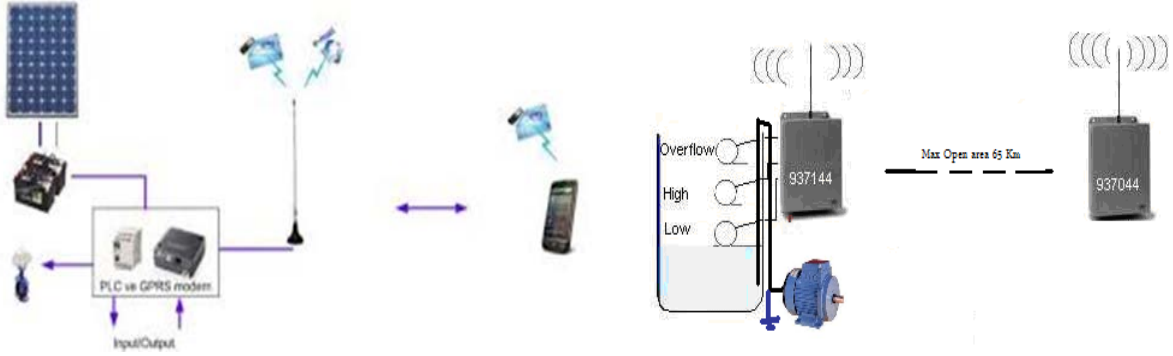 PLC ve GPRS modem
Input/Output
Overflow
High
Low
937144
Max Open area 65 Km
937044